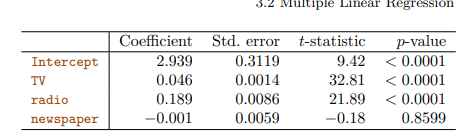 3.2 Multiple Linear Regression
Coefficient Std. error t-statistic p-value
Intercept 2.939 0.3119 9.42 < 0.0001
TV 0.046 0.0014 32.81 < 0.0001
radio 0.189 0.0086 21.89 < 0.0001
newspaper −0.001 0.0059 −0.18 0.8599